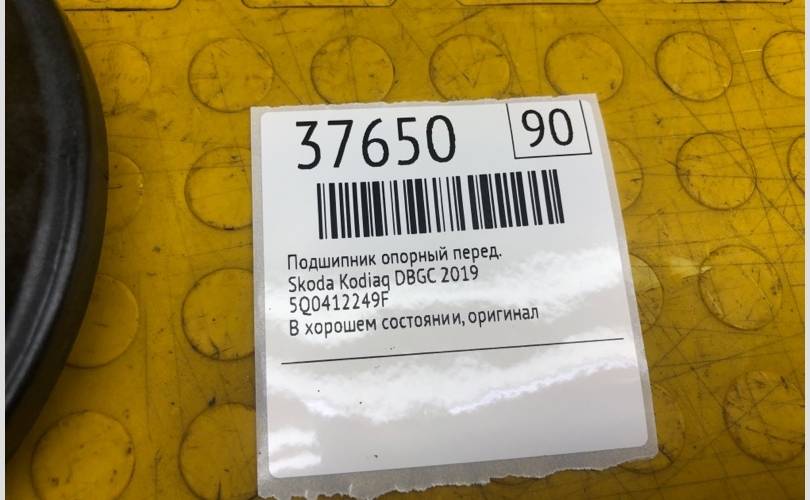 37650
90
Подшипник опорный перед.
Skoda Kodiaq DBGC 2019
5Q0412249F
В хорошем состоянии, оригинал